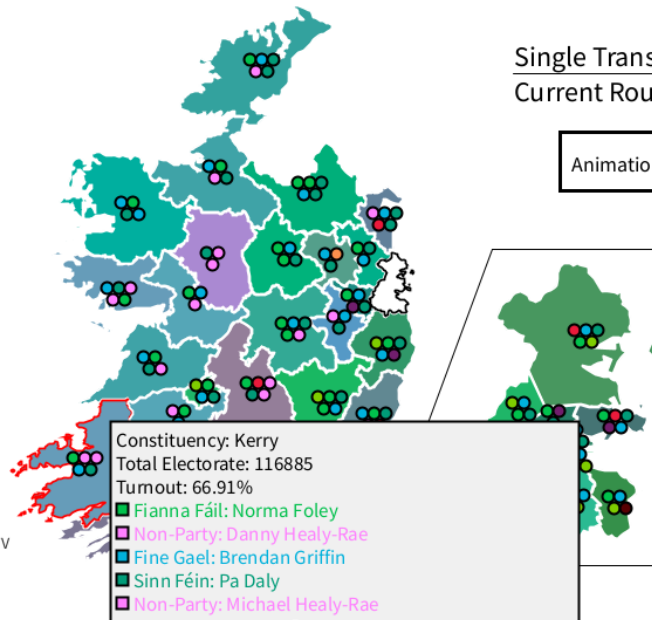 Single Trans
Current Rou
Animatio
Constituency: Kerry
Total Electorate: 116885
Turnout: 66.91%
Fianna Fáil: Norma Foley
Non-Party: Danny Healy-Rae
Fine Gael: Brendan Griffin
Sinn Féin: Pa Daly
Non-Party: Michael Healy-Rae
v